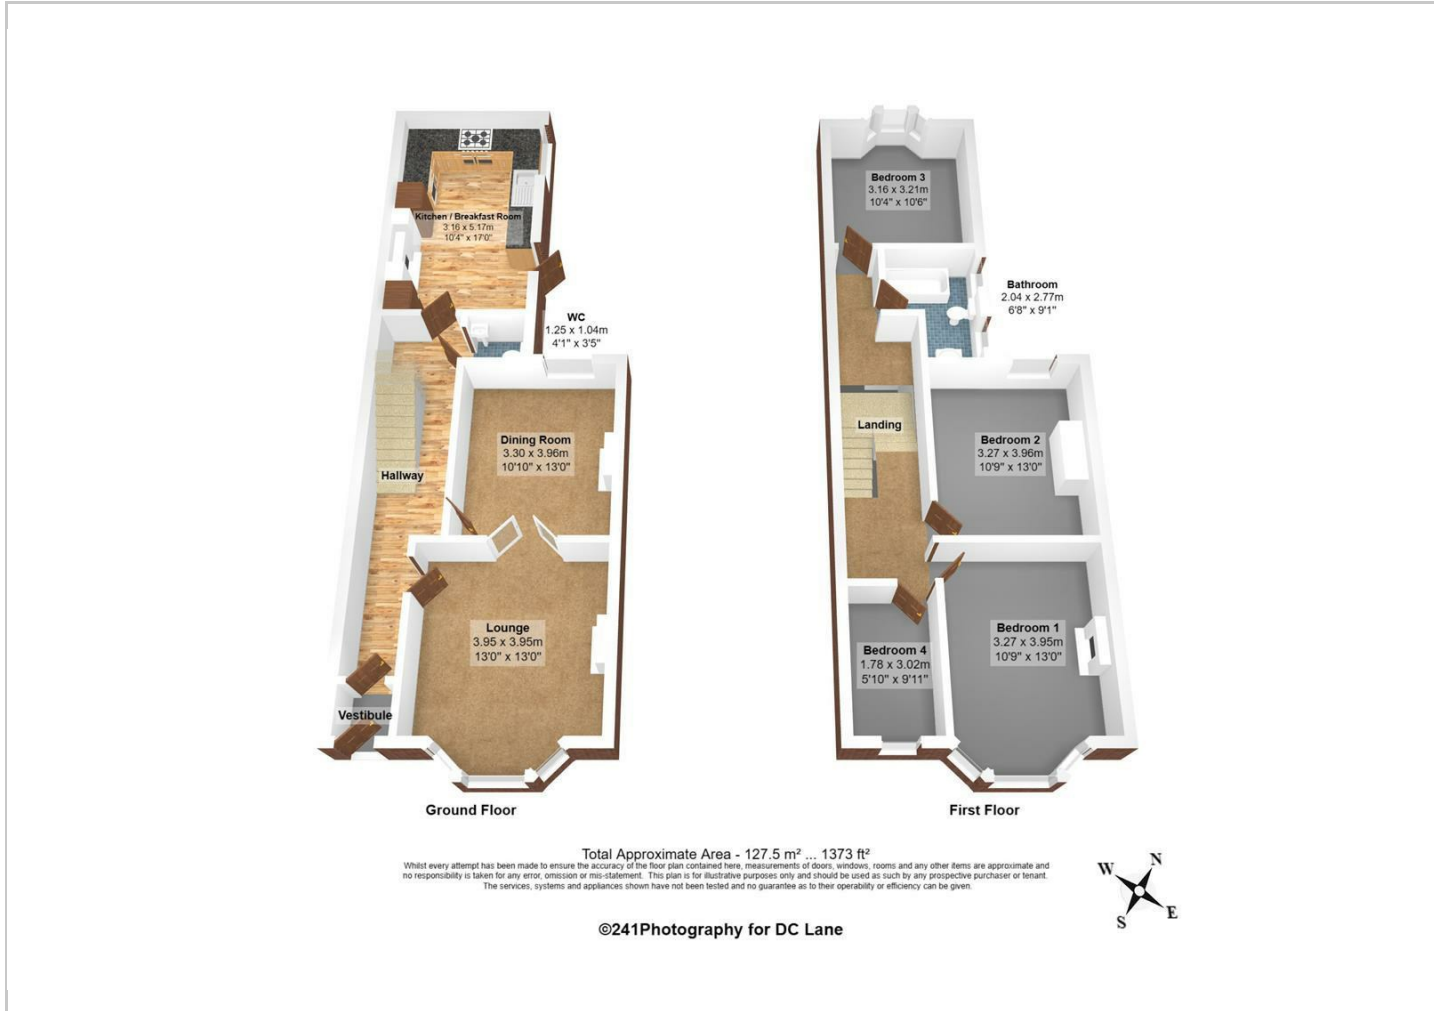 Kitchen / Breakfast Room
3.16 x 5.17m
10'4" x 17'0"
WC
1.25 x 1.04m
4'1" x 3'5"
Dining Room
3.30 x 3.96m
10'10" x 13'0"
Hallway
Lounge
3.95 x 3.95m
13'0" x 13'0"
Vestibule
Ground Floor
Bedroom 3
3.16 x 3.21m
10'4" x 10'6"
Bathroom
2.04 x 2.77m
6'8" x 9'1"
Landing
Bedroom 2
3.27 x 3.96m
10'9" x 13'0"
Bedroom 1
3.27 x 3.95m
10'9" x 13'0"
Bedroom 4
1.78 x 3.02m
5'10" x 9'11"
First Floor
Total Approximate Area - 127.5 m² ... 1373 ft²
Whilst every attempt has been made to ensure the accuracy of the floor plan contained here, measurements of doors, windows, rooms and any other items are approximate and
no responsibility is taken for any error, omission or mis-statement. This plan is for illustrative purposes only and should be used as such by any prospective purchaser or tenant.
The services, systems and appliances shown have not been tested and no guarantee as to their operability or efficiency can be given.
©241Photography for DC Lane
N
W
E
S